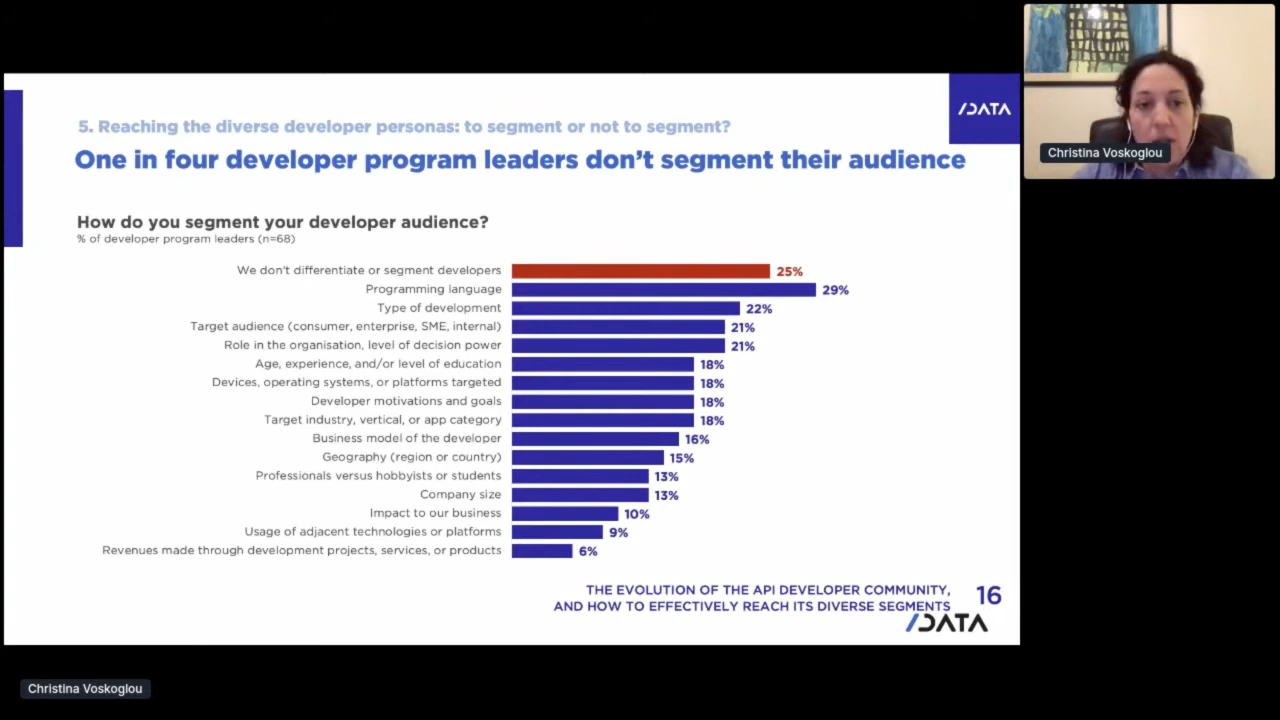 5. Reaching the diverse developer personas: to segment or not to segment?
One in four developer program leaders don't segment their audience
/DATA
Christina Voskoglou
How do you segment your developer audience?
% of developer program leaders (n=68)
We don't differentiate or segment developers 25%
Programming language 29%
Type of development 22%
Target audience (consumer, enterprise, SME, internal) 21%
Role in the organisation, level of decision power 21%
Age, experience, and/or level of education 18%
Devices, operating systems, or platforms targeted 18%
Developer motivations and goals 18%
Target industry, vertical, or app category 18%
Business model of the developer 16%
Geography (region or country) 15%
Professionals versus hobbyists or students 13%
Company size 13%
Impact to our business 10%
Usage of adjacent technologies or platforms 9%
Revenues made through development projects, services, or products 6%
THE EVOLUTION OF THE API DEVELOPER COMMUNITY,
AND HOW TO EFFECTIVELY REACH ITS DIVERSE SEGMENTS
16
/DATA
Christina Voskoglou